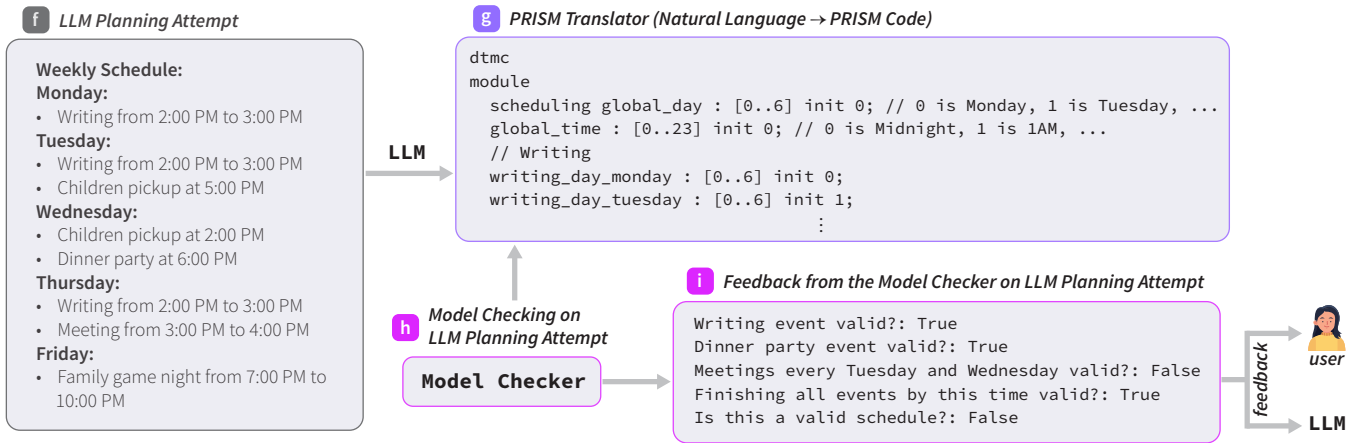 f LLM Planning Attempt
Weekly Schedule:
Monday:
• Writing from 2:00 PM to 3:00 PM
Tuesday:
• Writing from 2:00 PM to 3:00 PM
• Children pickup at 5:00 PM
Wednesday:
• Children pickup at 2:00 PM
• Dinner party at 6:00 PM
Thursday:
• Writing from 2:00 PM to 3:00 PM
• Meeting from 3:00 PM to 4:00 PM
Friday:
• Family game night from 7:00 PM to
10:00 PM
LLM
g PRISM Translator (Natural Language → PRISM Code)
dtmc
module
scheduling global_day : [0..6] init 0; // 0 is Monday, 1 is Tuesday, ...
global_time : [0..23] init 0; // 0 is Midnight, 1 is 1AM, ...
// Writing
writing_day_monday : [0..6] init 0;
writing_day_tuesday : [0..6] init 1;
⋮
h Model Checking on
LLM Planning Attempt
Model Checker
i Feedback from the Model Checker on LLM Planning Attempt
Writing event valid?: True
Dinner party event valid?: True
Meetings every Tuesday and Wednesday valid?: False
Finishing all events by this time valid?: True
Is this a valid schedule?: False
feedback
user
LLM